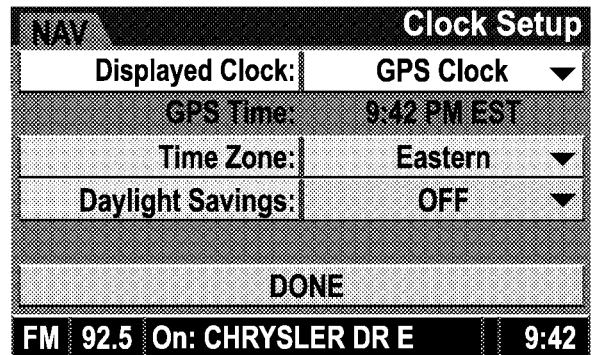 NAV Clock Setup
Displayed Clock: GPS Clock
GPS Time: 9:42 PM EST
Time Zone: Eastern
Daylight Savings: OFF
DONE
FM 92.5 On: CHRYSLER DR E 9:42